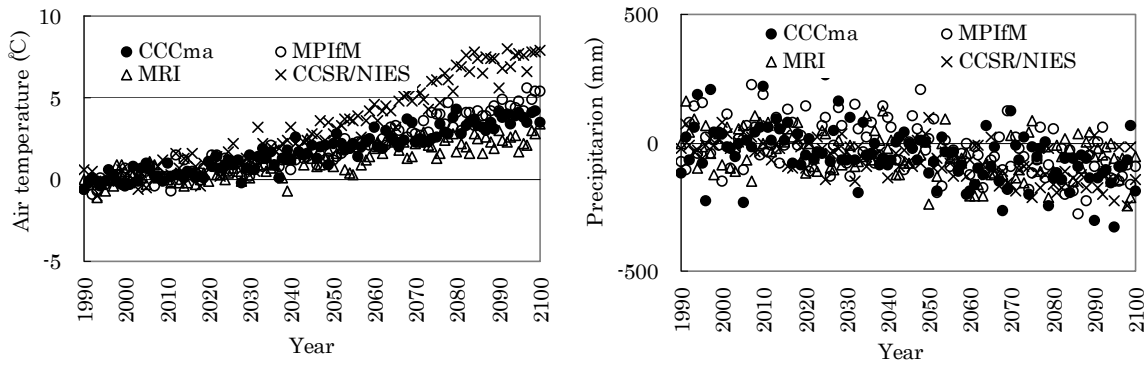 10
5
0
-5
Air temperature (℃)
CCCma
MPIfM
MRI
CCSR/NIES
1990
2000
2010
2020
2030
2040
2050
2060
2070
2080
2090
2100
Year
500
0
-500
Precipitarion (mm)
CCCma
MPIfM
MRI
CCSR/NIES
1990
2000
2010
2020
2030
2040
2050
2060
2070
2080
2090
2100
Year